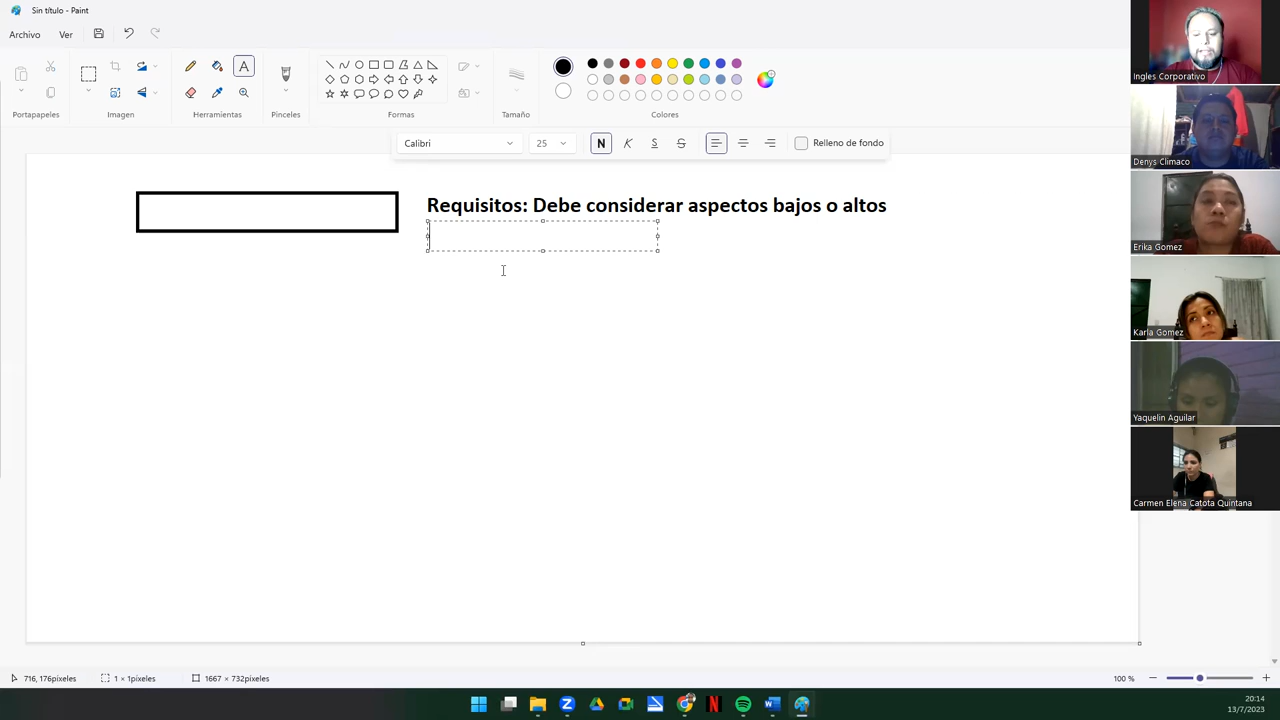 Sin título - Paint
Archivo
Ver
Portapapeles
Imagen
Herramientas
Pinceles
Formas
Tamaño
Colores
Calibri
25
N
K
S
S
Relleno de fondo
Requisitos: Debe considerar aspectos bajos o altos
Ingles Corporativo
Denys Climaco
Erika Gomez
Karla Gomez
Yaquelin Aguilar
Carmen Elena Catota Quintana
716, 176píxeles
1 × 1píxeles
1667 × 732píxeles
100 %
20:14
13/7/2023